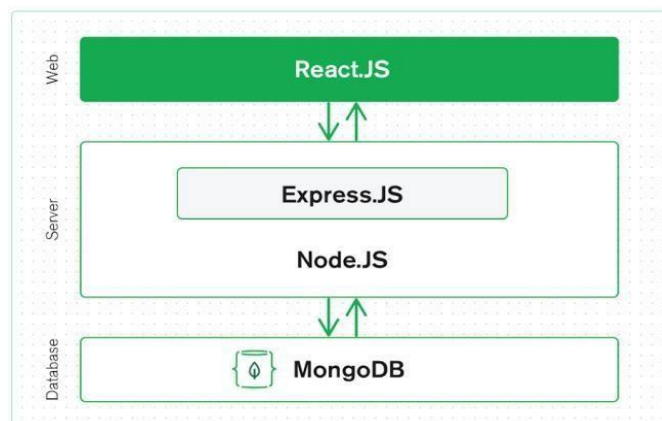 Web
React.JS
Server
Express.JS
Node.JS
Database
MongoDB